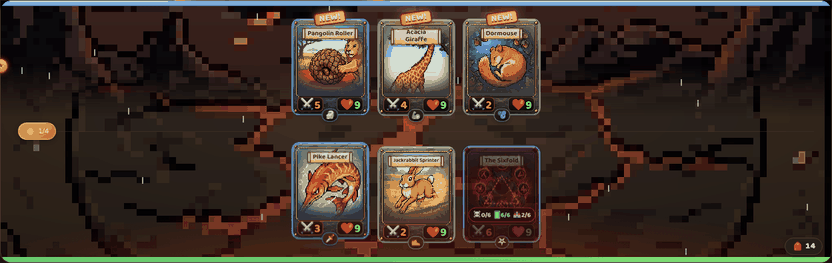 NEW!
NEW!
NEW!
Pangolin Roller
Acacia
Giraffe
Dormouse
5
9
4
9
2
9
1/4
Pike Lancer
Jackrabbit Sprinter
The Sixfold
0/6
6/6
2/6
3
9
2
9
6
9
14